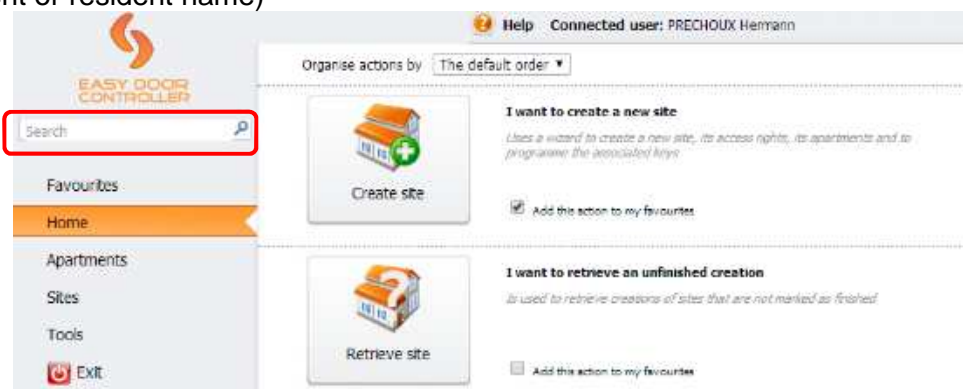 ent of resident name)
Help Connected user: PRECHOUX Hermann
EASY DOOR
CONTROLLER
Organise actions by The default order ▼
Search
Favourites
Home
Apartments
Sites
Tools
Exit
Create site
I want to create a new site
Uses a wizard to create a new site, its access rights, its apartments and to
programme the associated keys
Add this action to my favourites
Retrieve site
I want to retrieve an unfinished creation
Is used to retrieve creations of sites that are not marked as finished
Add this action to my favourites